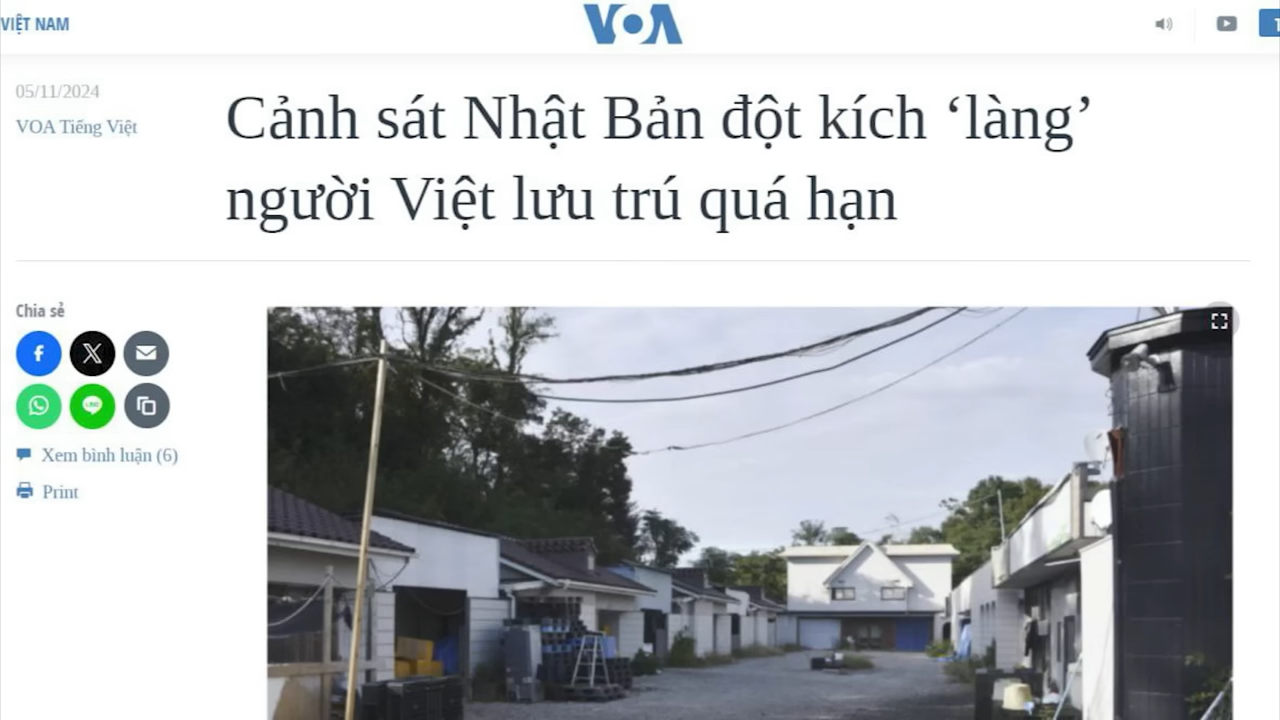 VIỆT NAM
VOA
05/11/2024
VOA Tiếng Việt
Cảnh sát Nhật Bản đột kích ‘làng’
người Việt lưu trú quá hạn
Chia sẻ
Xem bình luận (6)
Print